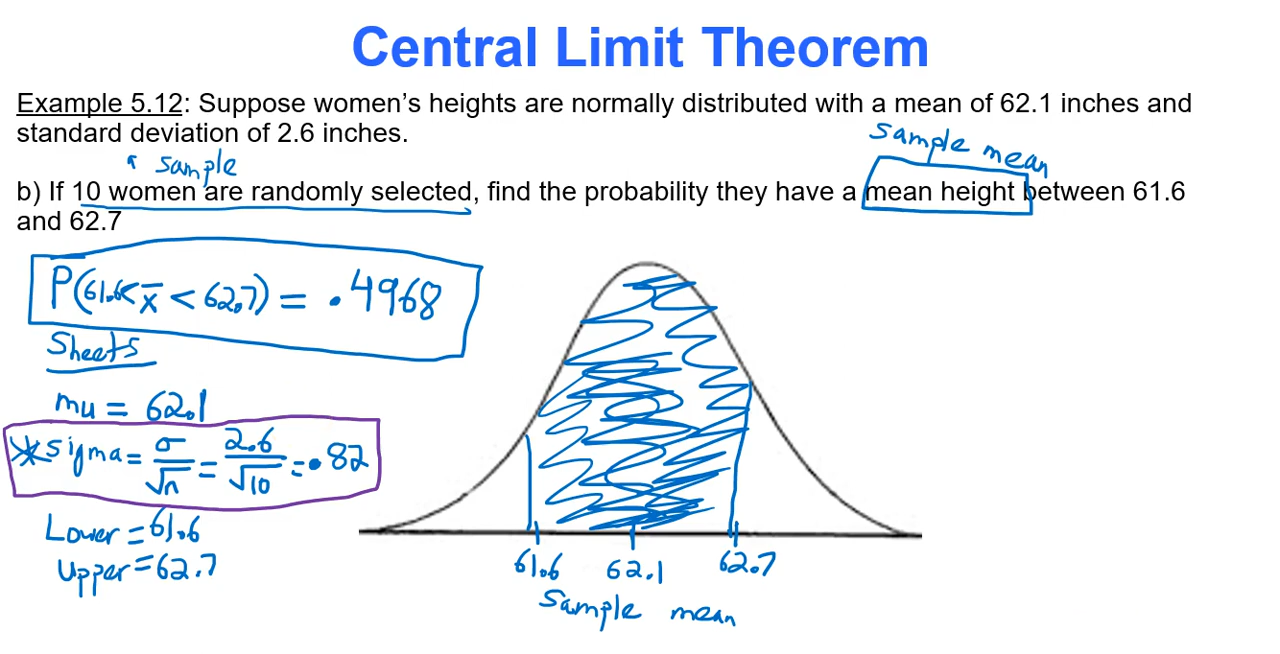 Central Limit Theorem
Example 5.12: Suppose women’s heights are normally distributed with a mean of 62.1 inches and
standard deviation of 2.6 inches.
sample
Sample mean
b) If 10 women are randomly selected, find the probability they have a mean height between 61.6
and 62.7
P(61.6< x̄ < 62.7) = .4968
Sheets
mu = 62.1
*sigma = σ/√n = 2.6/√10 = .82
Lower = 61.6
Upper = 62.7
61.6 62.1 62.7
Sample mean